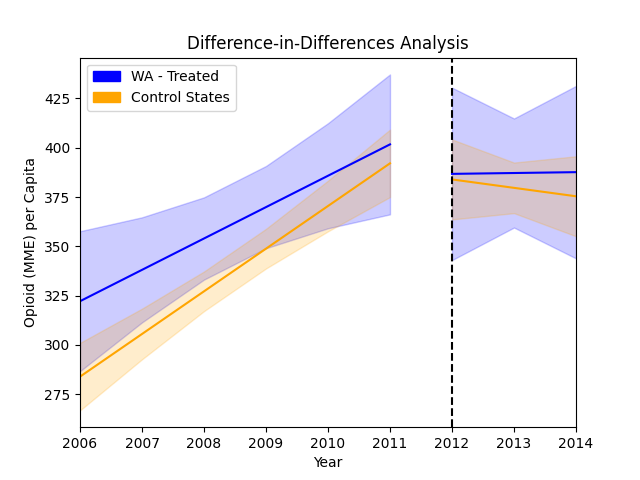 Difference-in-Differences Analysis
WA - Treated
Control States
Opioid (MME) per Capita
425
400
375
350
325
300
275
2006 2007 2008 2009 2010 2011 2012 2013 2014
Year